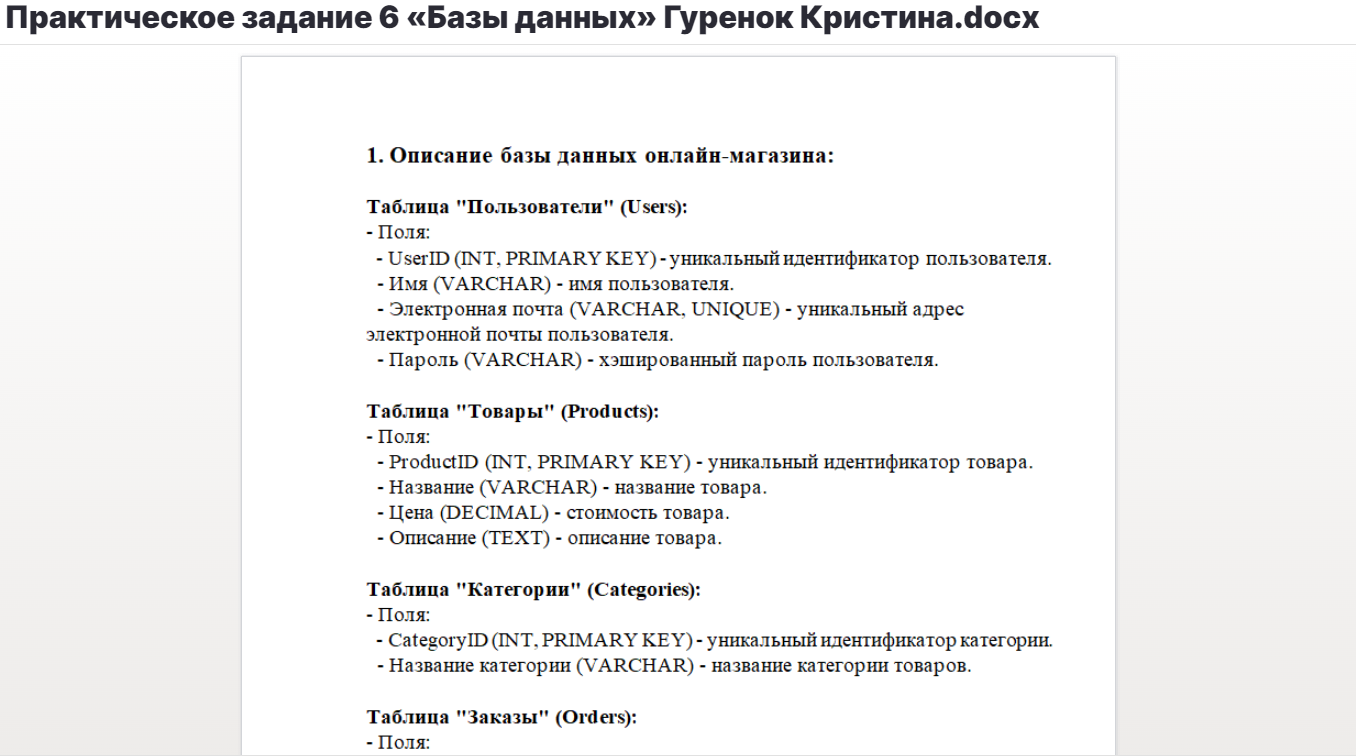 Практическое задание 6 «Базы данных» Гуренок Кристина.docx
1. Описание базы данных онлайн-магазина:
Таблица "Пользователи" (Users):
- Поля:
- UserID (INT, PRIMARY KEY) - уникальный идентификатор пользователя.
- Имя (VARCHAR) - имя пользователя.
- Электронная почта (VARCHAR, UNIQUE) - уникальный адрес
электронной почты пользователя.
- Пароль (VARCHAR) - хэшированный пароль пользователя.
Таблица "Товары" (Products):
- Поля:
- ProductID (INT, PRIMARY KEY) - уникальный идентификатор товара.
- Название (VARCHAR) - название товара.
- Цена (DECIMAL) - стоимость товара.
- Описание (TEXT) - описание товара.
Таблица "Категории" (Categories):
- Поля:
- CategoryID (INT, PRIMARY KEY) - уникальный идентификатор категории.
- Название категории (VARCHAR) - название категории товаров.
Таблица "Заказы" (Orders):
- Поля: